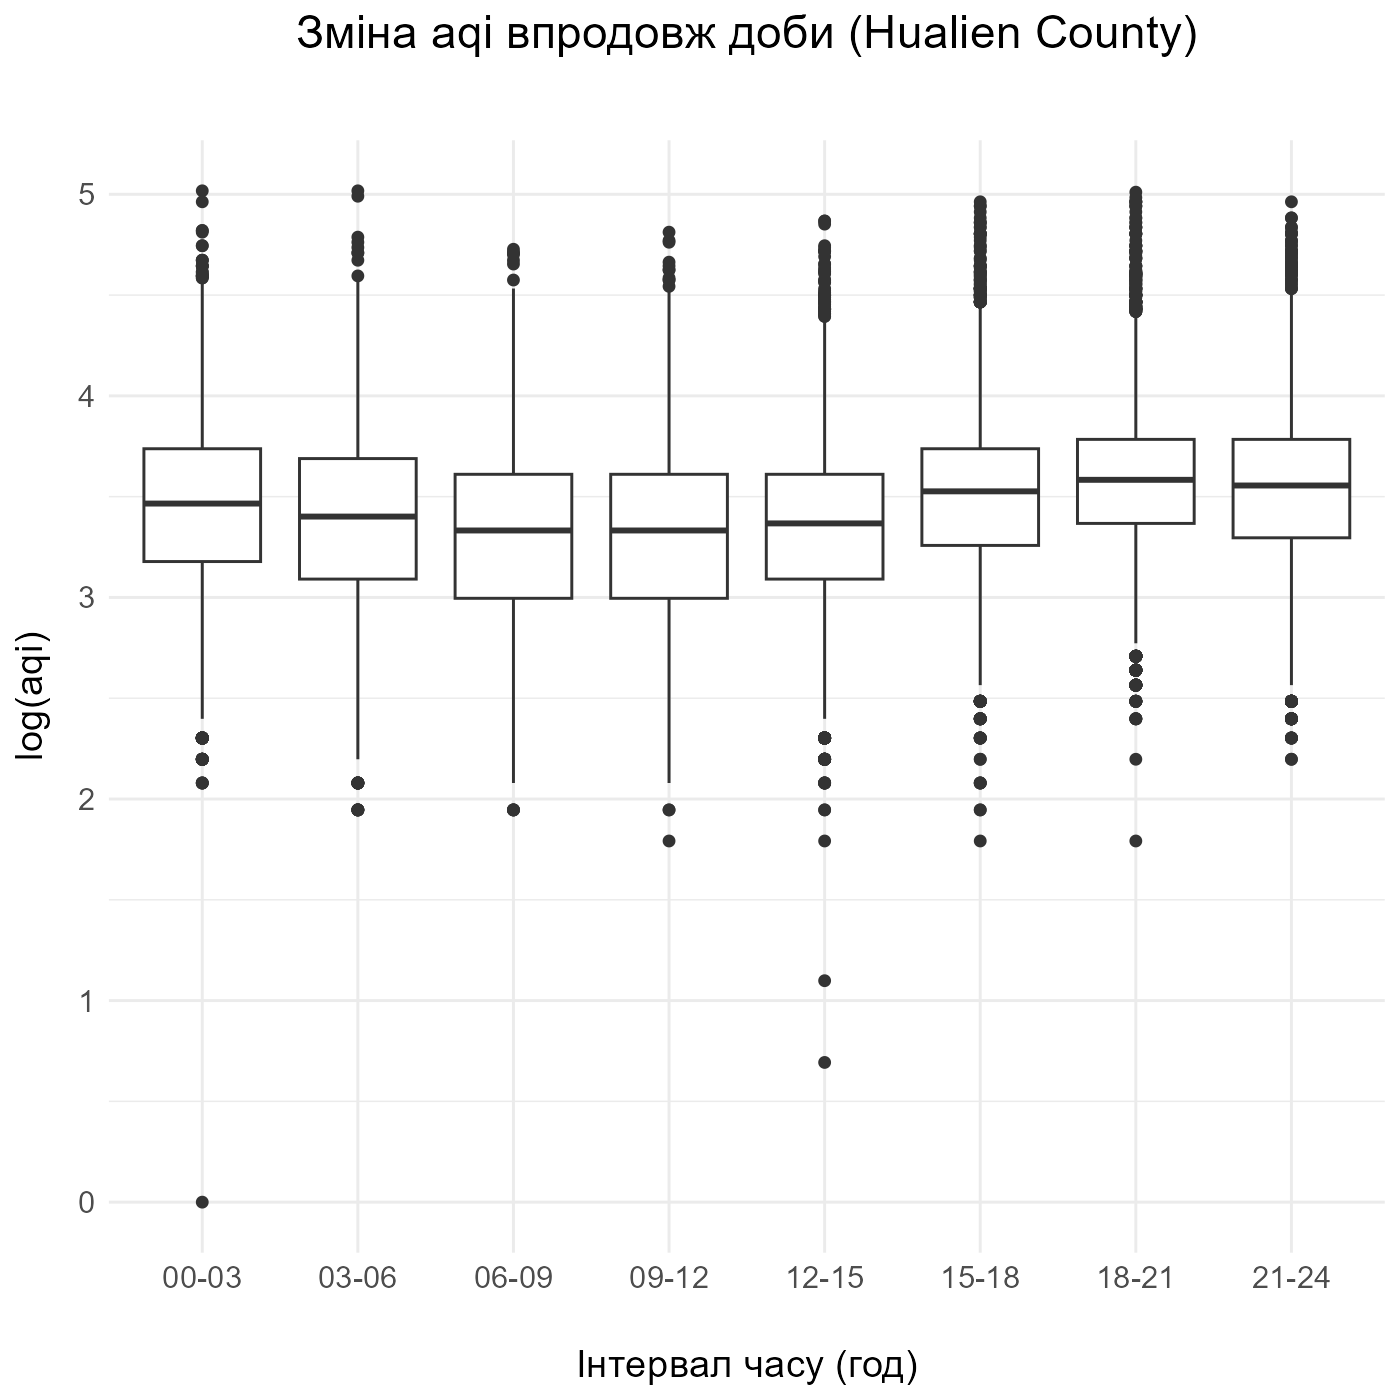 Зміна aqi впродовж доби (Hualien County)
log(aqi)
5
4
3
2
1
0
00-03 03-06 06-09 09-12 12-15 15-18 18-21 21-24
Інтервал часу (год)